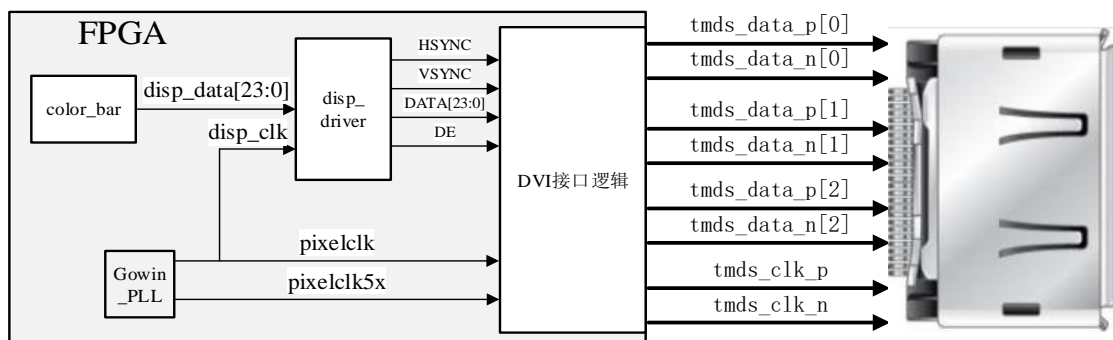 FPGA
color_bar
disp_data[23:0]
disp_clk
disp_
driver
HSYNC
VSYNC
DATA[23:0]
DE
DVI接口逻辑
Gowin
_PLL
pixelclk
pixelclk5x
tmds_data_p[0]
tmds_data_n[0]
tmds_data_p[1]
tmds_data_n[1]
tmds_data_p[2]
tmds_data_n[2]
tmds_clk_p
tmds_clk_n